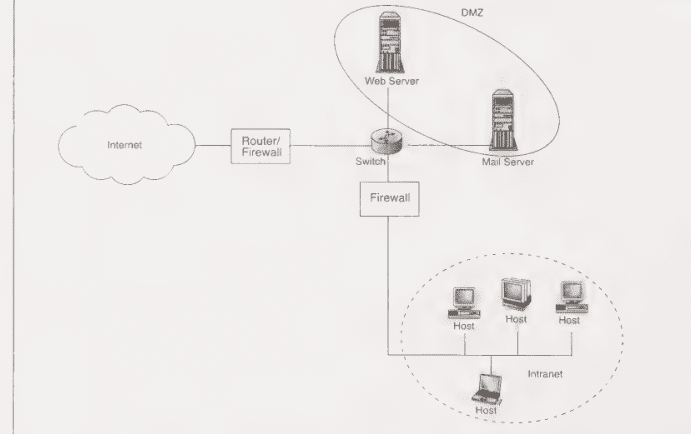 DMZ
Web Server
Internet
Router/
Firewall
Switch
Mail Server
Firewall
Host
Host
Host
Intranet
Host